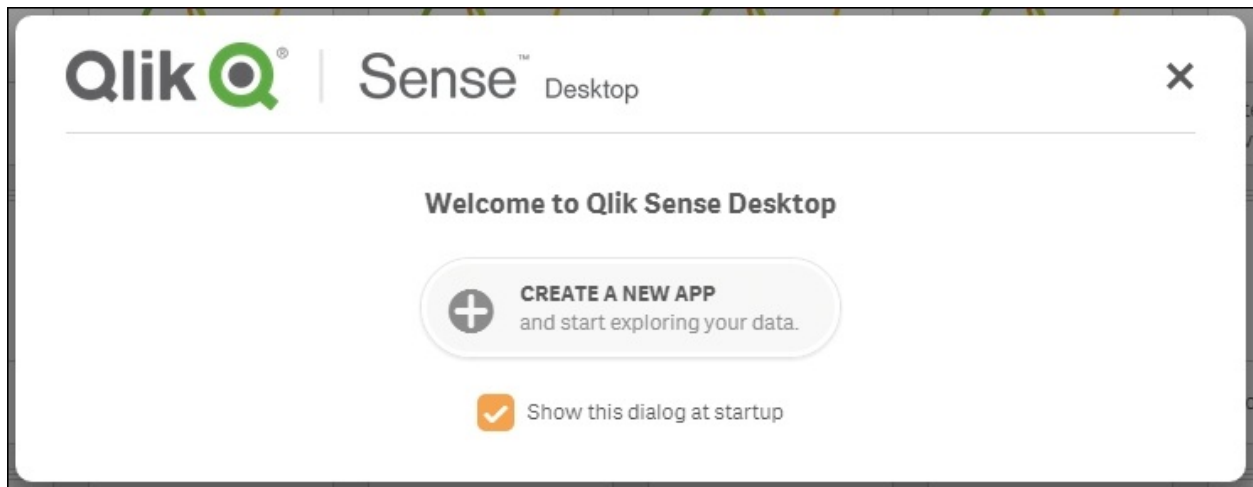 Qlik Q® | Sense™ Desktop
Welcome to Qlik Sense Desktop
CREATE A NEW APP
and start exploring your data.
Show this dialog at startup